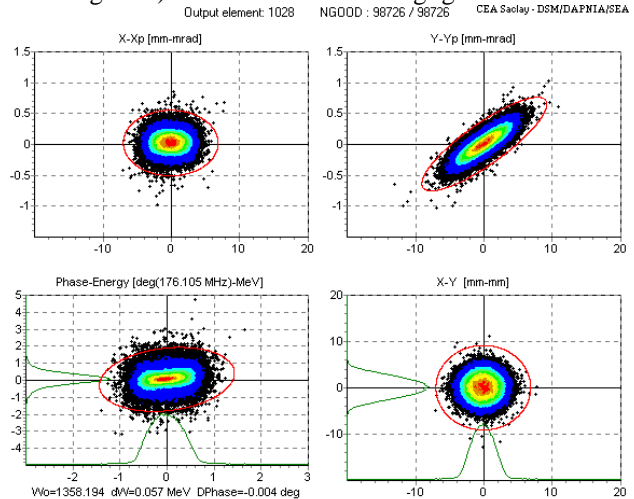 Output element: 1028 NGOOD : 98726 / 98726 CEA Saclay - DSM/DAPNIA/SEA
X-Xp [mm-mrad]
Y-Yp [mm-mrad]
1.5
1
0.5
0
-0.5
-1
-10 0 10 20
1.5
1
0.5
0
-0.5
-1
-10 0 10 20
Phase-Energy [deg(176.105 MHz)-MeV]
X-Y [mm-mm]
5
4
3
2
1
0
-1
-2
-3
-4
-2 -1 0 1 2 3
Wo=1358.194 dW=0.057 MeV DPhase=-0.004 deg
20
10
0
-10
-10 0 10 20